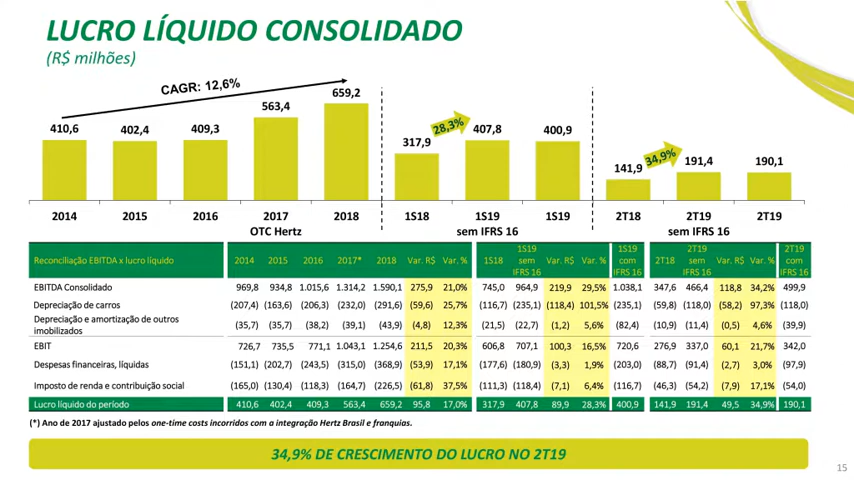 LUCRO LÍQUIDO CONSOLIDADO
(R$ milhões)
CAGR: 12,6%
410,6 402,4 409,3 563,4 659,2 317,9 28,3% 407,8 400,9 141,9 34,9% 191,4 190,1
2014 2015 2016 2017 2018 1S18 1S19 1S19 2T18 2T19 2T19
OTC Hertz sem IFRS 16 sem IFRS 16
Reconciliação EBITDA x lucro líquido 2014 2015 2016 2017* 2018 Var. R$ Var. % 1S18 1S19 sem IFRS 16 Var. R$ Var. % 1S19 com IFRS 16 2T18 2T19 sem IFRS 16 Var. R$ Var. % 2T19 com IFRS 16
EBITDA Consolidado 969,8 934,8 1.015,6 1.314,2 1.590,1 275,9 21,0% 745,0 964,9 219,9 29,5% 1.038,1 347,6 466,4 118,8 34,2% 499,9
Depreciação de carros (207,4) (163,6) (206,3) (232,0) (291,6) (59,6) 25,7% (116,7) (235,1) (118,4) 101,5% (235,1) (59,8) (118,0) (58,2) 97,3% (118,0)
Depreciação e amortização de outros
imobilizados (35,7) (35,7) (38,2) (39,1) (43,9) (4,8) 12,3% (21,5) (22,7) (1,2) 5,6% (82,4) (10,9) (11,4) (0,5) 4,6% (39,9)
EBIT 726,7 735,5 771,1 1.043,1 1.254,6 211,5 20,3% 606,8 707,1 100,3 16,5% 720,6 276,9 337,0 60,1 21,7% 342,0
Despesas financeiras, líquidas (151,1) (202,7) (243,5) (315,0) (368,9) (53,9) 17,1% (177,6) (180,9) (3,3) 1,9% (203,0) (88,7) (91,4) (2,7) 3,0% (97,9)
Imposto de renda e contribuição social (165,0) (130,4) (118,3) (164,7) (226,5) (61,8) 37,5% (111,3) (118,4) (7,1) 6,4% (116,7) (46,3) (54,2) (7,9) 17,1% (54,0)
Lucro líquido do período 410,6 402,4 409,3 563,4 659,2 95,8 17,0% 317,9 407,8 89,9 28,3% 400,9 141,9 191,4 49,5 34,9% 190,1
(*) Ano de 2017 ajustado pelos one-time costs incorridos com a integração Hertz Brasil e franquias.
34,9% DE CRESCIMENTO DO LUCRO NO 2T19
15